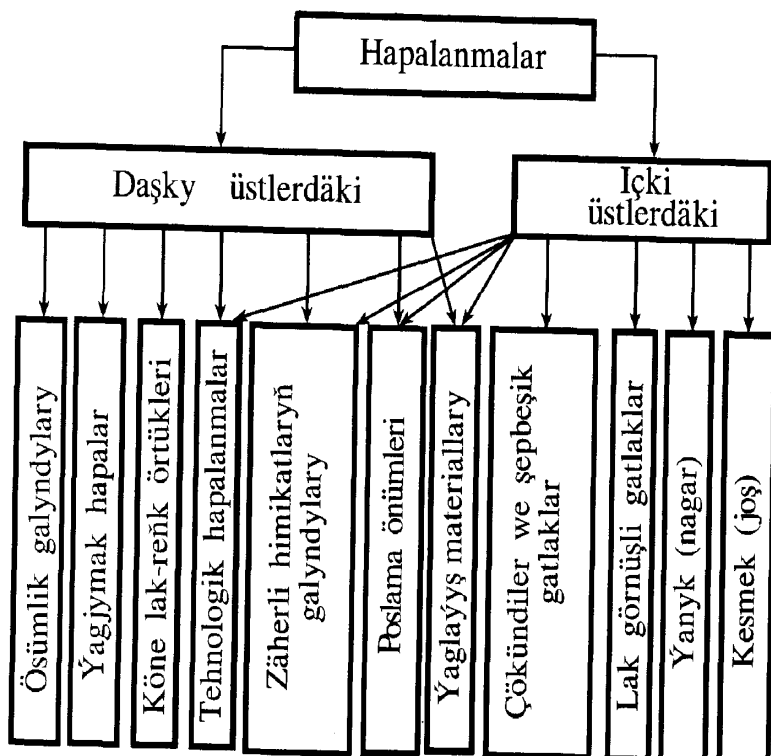 Hapalanmalar
Daşky üstlerdäki
Içki
üstlerdäki
Ösümlik galyndylary
Ýagjymak hapalar
Köne lak-reňk örtükleri
Tehnologik hapalanmalar
Zäherli himikatlaryň
galyndylary
Poslama önümleri
Ýaglaýyş materiallary
Çökündiler we şepbeşik
gatlaklar
Lak görnüşli gatlaklar
Ýanyk (nagar)
Kesmek (joş)